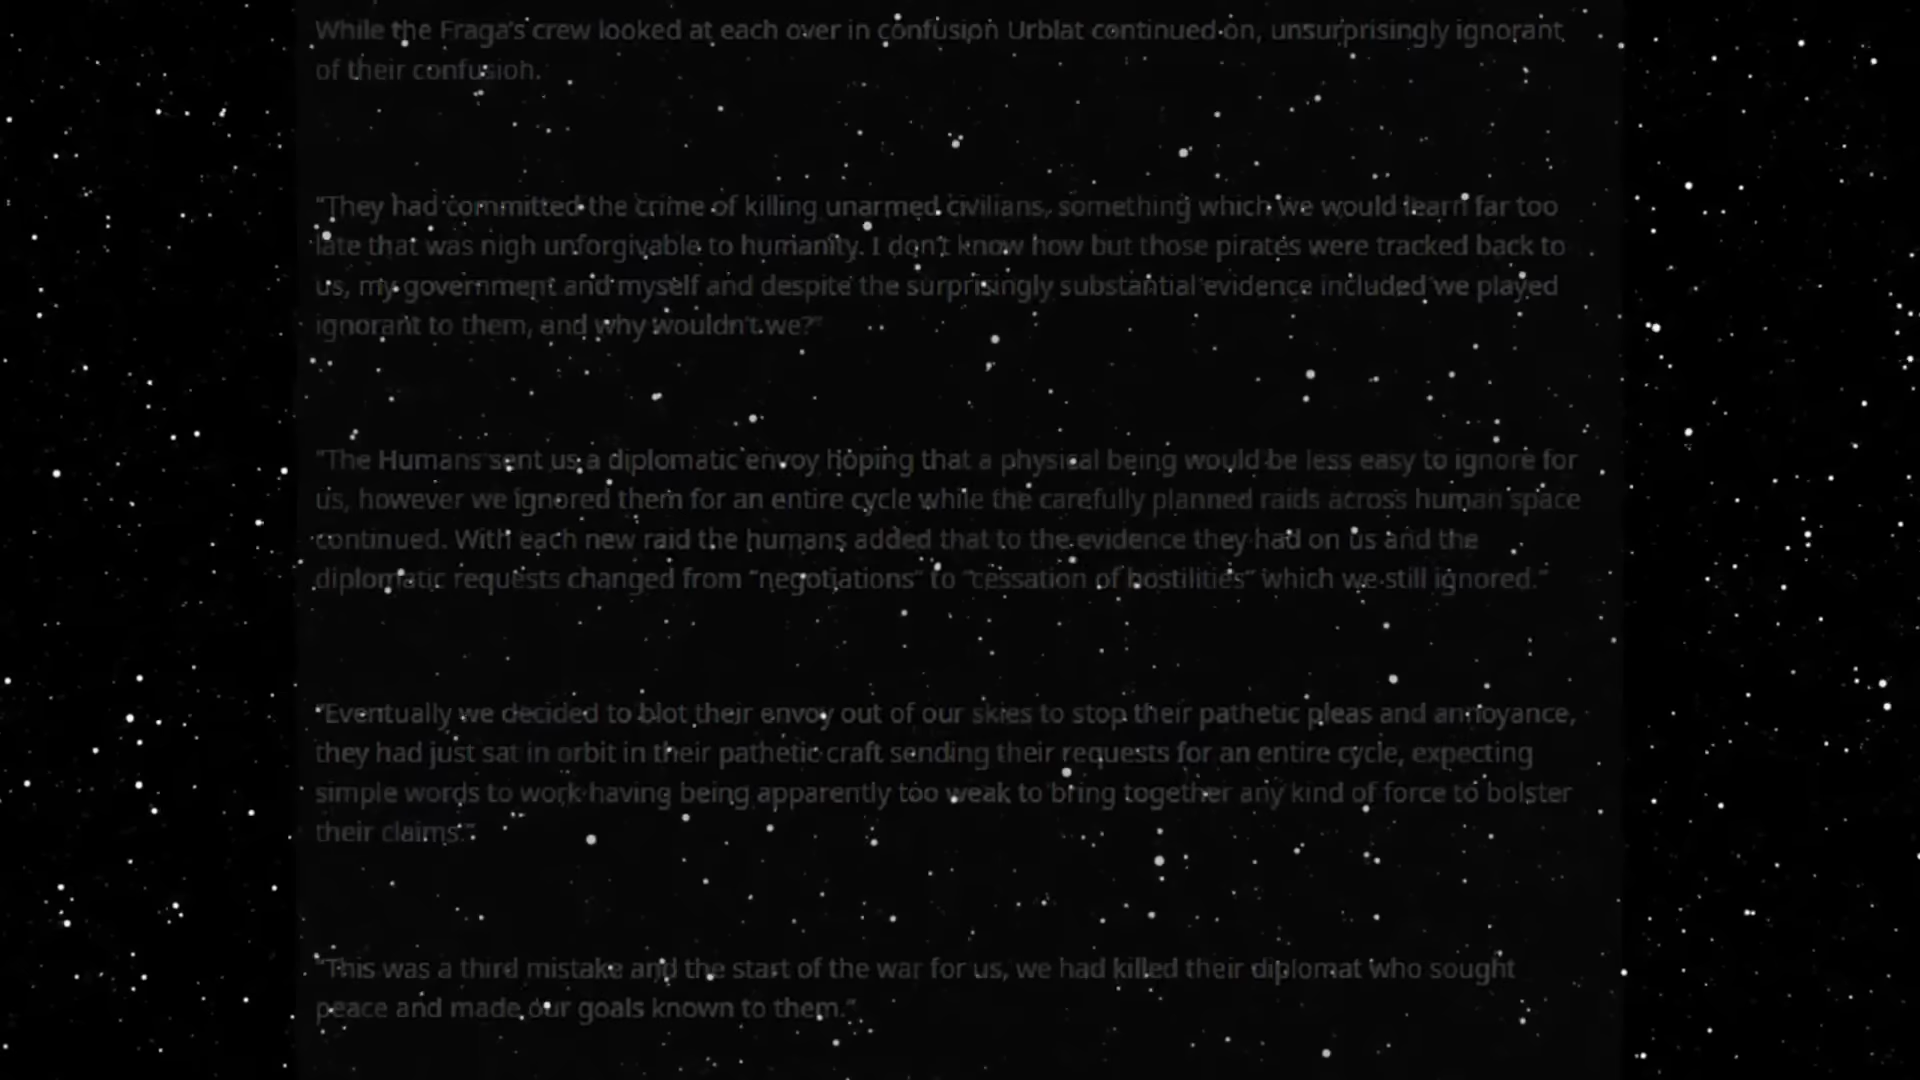 While the Fraga's crew looked at each over in confusion Urblat continued on, unsurprisingly ignorant
of their confusion.
"They had committed the crime of killing unarmed civilians, something which we would learn far too
late that was nigh unforgivable to humanity. I don't know how but those pirates were tracked back to
us, my government and myself and despite the surprisingly substantial evidence included we played
ignorant to them, and why wouldn't we?"
"The Humans sent us a diplomatic envoy hoping that a physical being would be less easy to ignore for
us, however we ignored them for an entire cycle while the carefully planned raids across human space
continued. With each new raid the humans added that to the evidence they had on us and the
diplomatic requests changed from "negotiations" to "cessation of hostilities" which we still ignored."
"Eventually we decided to blot their envoy out of our skies to stop their pathetic pleas and annoyance,
they had just sat in orbit in their pathetic craft sending their requests for an entire cycle, expecting
simple words to work having being apparently too weak to bring together any kind of force to bolster
their claims."
"This was a third mistake and the start of the war for us, we had killed their diplomat who sought
peace and made our goals known to them."